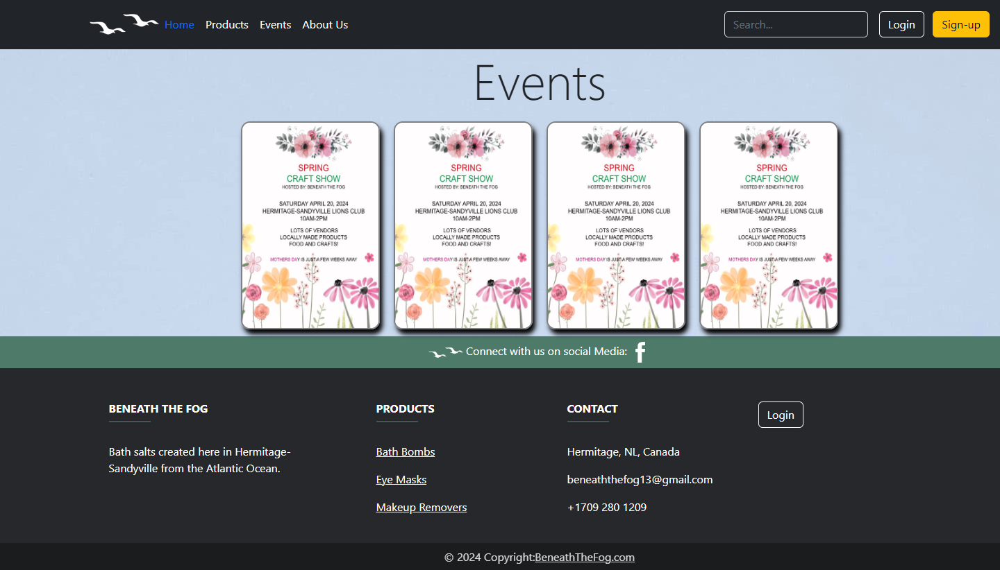 Home Products Events About Us Search... Login Sign-up
Events
SPRING
CRAFT SHOW
HOSTED BY: BENEATH THE FOG
SATURDAY APRIL 20, 2024
HERMITAGE-SANDYVILLE LIONS CLUB
10AM-2PM
LOTS OF VENDORS
LOCALLY MADE PRODUCTS
FOOD AND CRAFTS!
MOTHERS DAY IS JUST A FEW WEEKS AWAY
SPRING
CRAFT SHOW
HOSTED BY: BENEATH THE FOG
SATURDAY APRIL 20, 2024
HERMITAGE-SANDYVILLE LIONS CLUB
10AM-2PM
LOTS OF VENDORS
LOCALLY MADE PRODUCTS
FOOD AND CRAFTS!
MOTHERS DAY IS JUST A FEW WEEKS AWAY
SPRING
CRAFT SHOW
HOSTED BY: BENEATH THE FOG
SATURDAY APRIL 20, 2024
HERMITAGE-SANDYVILLE LIONS CLUB
10AM-2PM
LOTS OF VENDORS
LOCALLY MADE PRODUCTS
FOOD AND CRAFTS!
MOTHERS DAY IS JUST A FEW WEEKS AWAY
SPRING
CRAFT SHOW
HOSTED BY: BENEATH THE FOG
SATURDAY APRIL 20, 2024
HERMITAGE-SANDYVILLE LIONS CLUB
10AM-2PM
LOTS OF VENDORS
LOCALLY MADE PRODUCTS
FOOD AND CRAFTS!
MOTHERS DAY IS JUST A FEW WEEKS AWAY
Connect with us on social Media:
BENEATH THE FOG
Bath salts created here in Hermitage-
Sandyville from the Atlantic Ocean.
PRODUCTS
Bath Bombs
Eye Masks
Makeup Removers
CONTACT
Hermitage, NL, Canada
beneaththefog13@gmail.com
+1709 280 1209
Login
© 2024 Copyright:BeneathTheFog.com